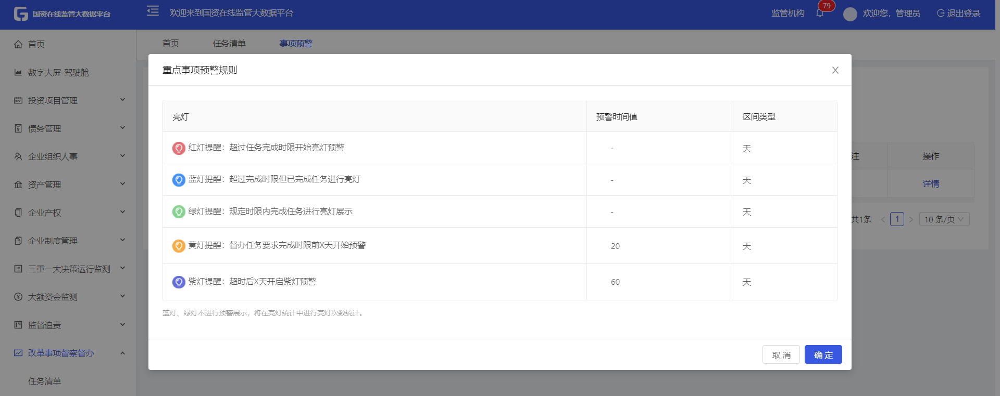 国资在线监管大数据平台
欢迎来到国资在线监管大数据平台
监管机构
79
欢迎您，管理员
退出登录
首页
数字大屏-驾驶舱
投资项目管理
债务管理
企业组织人事
资产管理
企业产权
企业制度管理
三重一大决策运行监测
大额资金监测
监督追责
改革事项督察督办
任务清单
首页 任务清单 事项预警
重点事项预警规则
X
亮灯 预警时间值 区间类型
红灯提醒：超过任务完成时限开始亮灯预警 - 天
蓝灯提醒：超过完成时限但已完成任务进行亮灯 - 天
绿灯提醒：规定时限内完成任务进行亮灯展示 - 天
黄灯提醒：督办任务要求完成时限前X天开始预警 20 天
紫灯提醒：超时后X天开启紫灯预警 60 天
蓝灯、绿灯不进行预警展示，将在亮灯统计中进行亮灯次数统计。
取 消 确 定
注 操作
详情
共1条 < 1 > 10 条/页